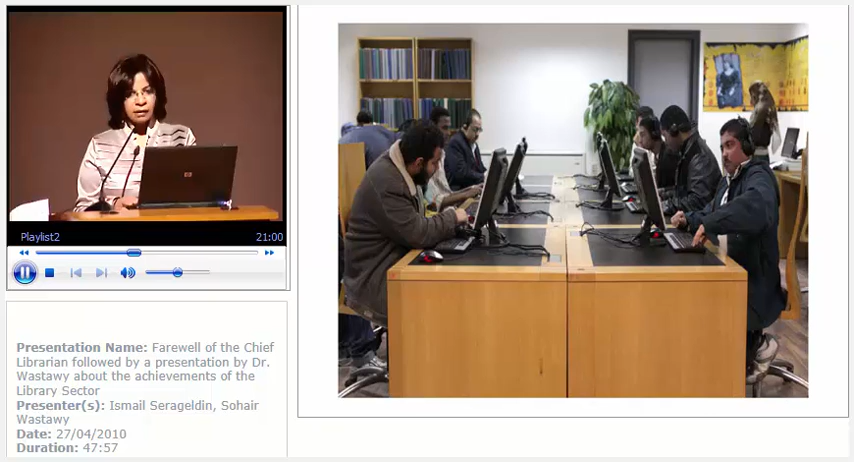 hp
Playlist2 21:00
Presentation Name: Farewell of the Chief
Librarian followed by a presentation by Dr.
Wastawy about the achievements of the
Library Sector
Presenter(s): Ismail Serageldin, Sohair
Wastawy
Date: 27/04/2010
Duration: 47:57